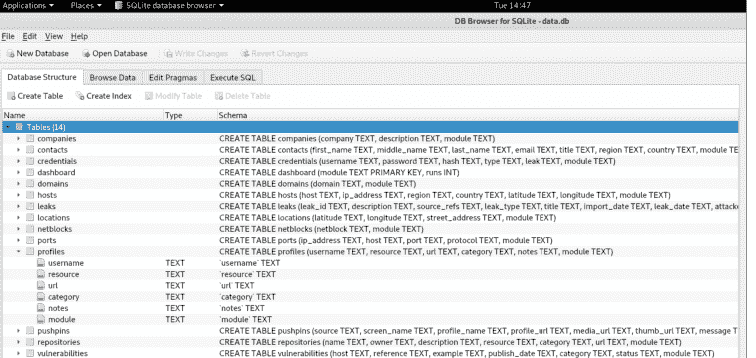 Applications Places SQLite database browser Tue 14:47
DB Browser for SQLite -data.db
File Edit View Help
New Database Open Database Write Changes Revert Changes
Database Structure Browse Data Edit Pragmas Execute SQL
Create Table Create Index Modify Table Delete Table
Name Type Schema
Tables (14)
companies CREATE TABLE companies (company TEXT, description TEXT, module TEXT)
contacts CREATE TABLE contacts (first_name TEXT, middle_name TEXT, last_name TEXT, email TEXT, title TEXT, region TEXT, country TEXT, module TE
credentials CREATE TABLE credentials (username TEXT, password TEXT, hash TEXT, type TEXT, leak TEXT, module TEXT)
dashboard CREATE TABLE dashboard (module TEXT PRIMARY KEY, runs INT)
domains CREATE TABLE domains (domain TEXT, module TEXT)
hosts CREATE TABLE hosts (host TEXT, ip_address TEXT, region TEXT, country TEXT, latitude TEXT, longitude TEXT, module TEXT)
leaks CREATE TABLE leaks (leak_id TEXT, description TEXT, source_refs TEXT, leak_type TEXT, title TEXT, import_date TEXT, leak_date TEXT, attacke
locations CREATE TABLE locations (latitude TEXT, longitude TEXT, street_address TEXT, module TEXT)
netblocks CREATE TABLE netblocks (netblock TEXT, module TEXT)
ports CREATE TABLE ports (ip_address TEXT, host TEXT, port TEXT, protocol TEXT, module TEXT)
profiles CREATE TABLE profiles (username TEXT, resource TEXT, url TEXT, category TEXT, notes TEXT, module TEXT)
username TEXT `username` TEXT
resource TEXT `resource` TEXT
url TEXT `url` TEXT
category TEXT `category` TEXT
notes TEXT `notes` TEXT
module TEXT `module` TEXT
pushpins CREATE TABLE pushpins (source TEXT, screen_name TEXT, profile_name TEXT, profile_url TEXT, media_url TEXT, thumb_url TEXT, message T
repositories CREATE TABLE repositories (name TEXT, owner TEXT, description TEXT, resource TEXT, category TEXT, url TEXT, module TEXT)
vulnerabilities CREATE TABLE vulnerabilities (host TEXT, reference TEXT, example TEXT, publish_date TEXT, category TEXT, status TEXT, module TEXT)